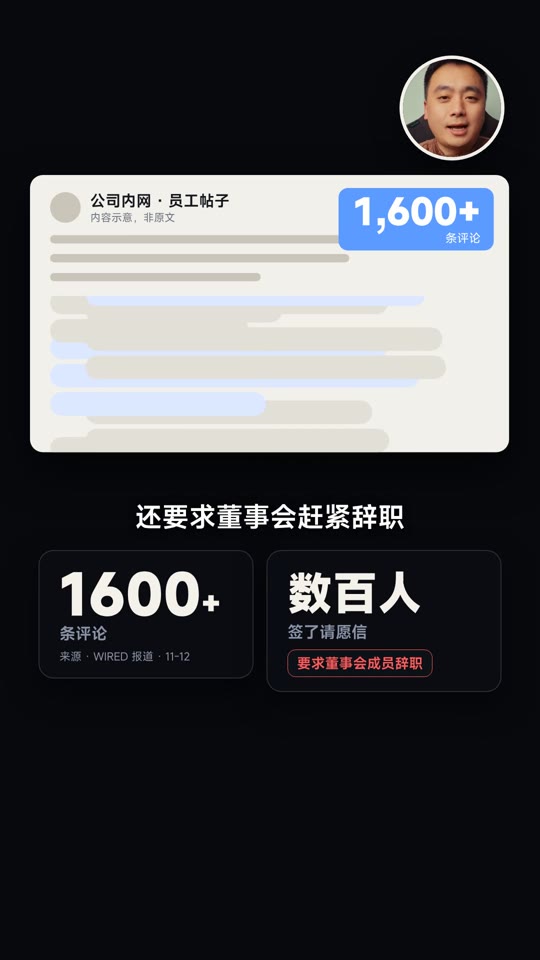 公司内网 · 员工帖子
内容示意，非原文
1,600+
条评论
还要求董事会赶紧辞职
1600+
条评论
来源 · WIRED 报道 · 11-12
数百人
签了请愿信
要求董事会成员辞职